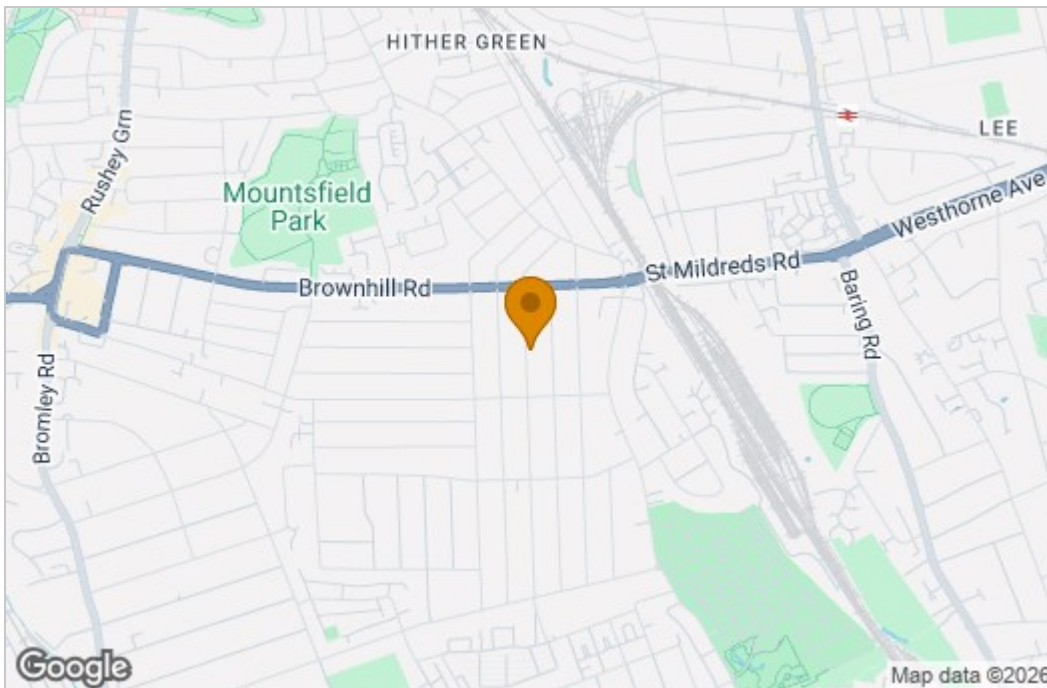 HITHER GREEN
Rushey Grn
LEE
Mountsfield
Park
Westhorne Ave
St Mildreds Rd
Brownhill Rd
Baring Rd
Bromley Rd
Google
Map data ©2026